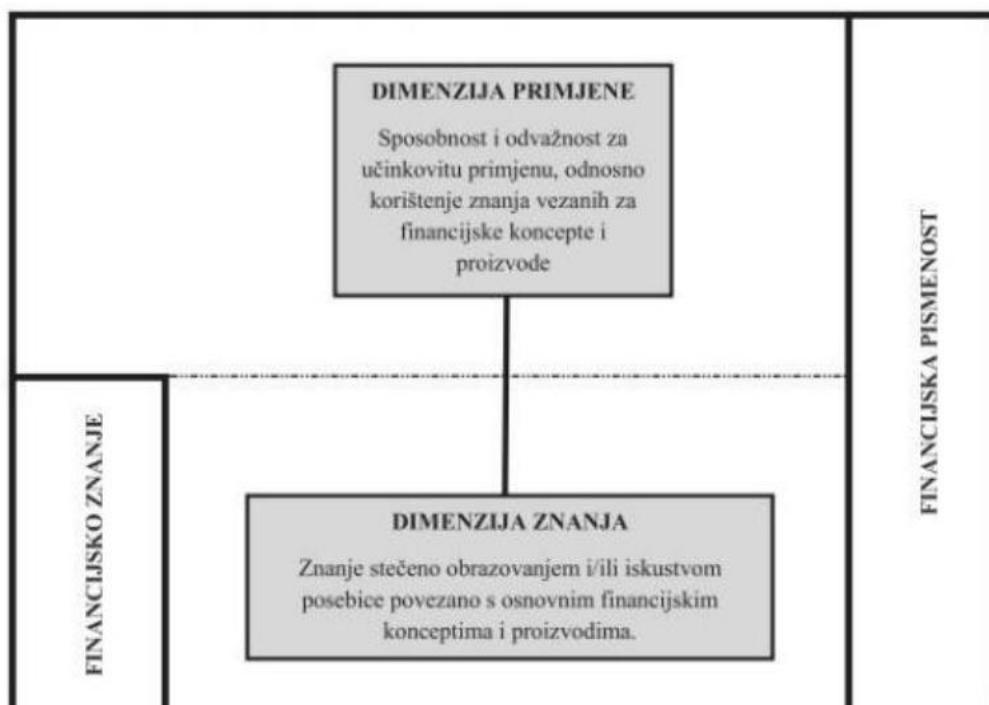 DIMENZIJA PRIMJENE
Sposobnost i odvažnost za
učinkovitu primjenu, odnosno
korištenje znanja vezanih za
financijske koncepte i
proizvode
FINANCIJSKA PISMENOST
FINANCIJSKO ZNANJE
DIMENZIJA ZNANJA
Znanje stečeno obrazovanjem i/ili iskustvom
posebice povezano s osnovnim financijskim
konceptima i proizvodima.